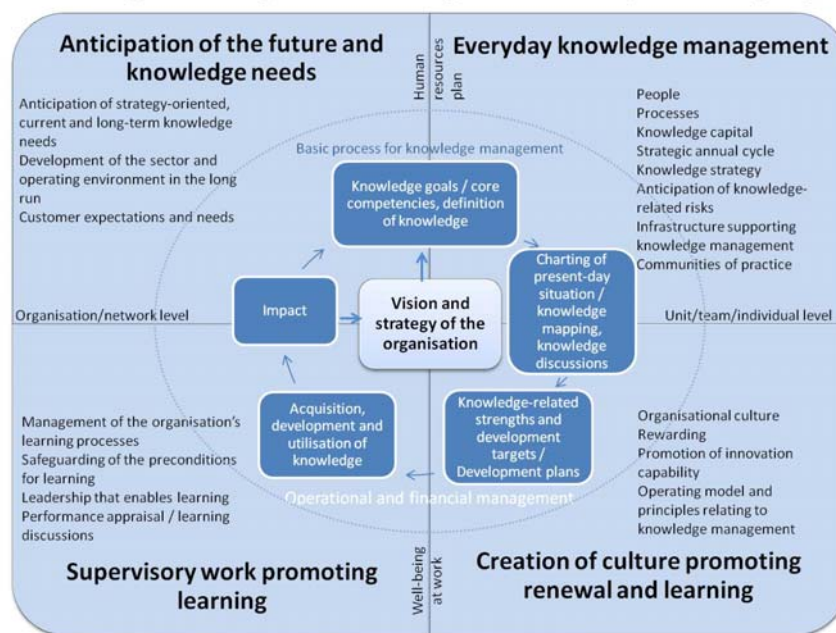 Anticipation of the future and
knowledge needs
Anticipation of strategy-oriented,
current and long-term knowledge
needs
Development of the sector and
operating environment in the long
run
Customer expectations and needs
Human
resources
plan
Everyday knowledge management
People
Processes
Knowledge capital
Strategic annual cycle
Knowledge strategy
Anticipation of knowledge-
related risks
Infrastructure supporting
knowledge management
Communities of practice
Basic process for knowledge management
Knowledge goals / core
competencies, definition
of knowledge
Charting of
present-day
situation /
knowledge
mapping,
knowledge
discussions
Organisation/network level
Impact
Vision and
strategy of the
organisation
Unit/team/individual level
Acquisition,
development and
utilisation of
knowledge
Knowledge-related
strengths and
development
targets /
Development plans
Operational and financial management
Management of the organisation's
learning processes
Safeguarding of the preconditions
for learning
Leadership that enables learning
Performance appraisal / learning
discussions
Organisational culture
Rewarding
Promotion of innovation
capability
Operating model and
principles relating to
knowledge management
Supervisory work promoting
learning
Well-being
at work
Creation of culture promoting
renewal and learning